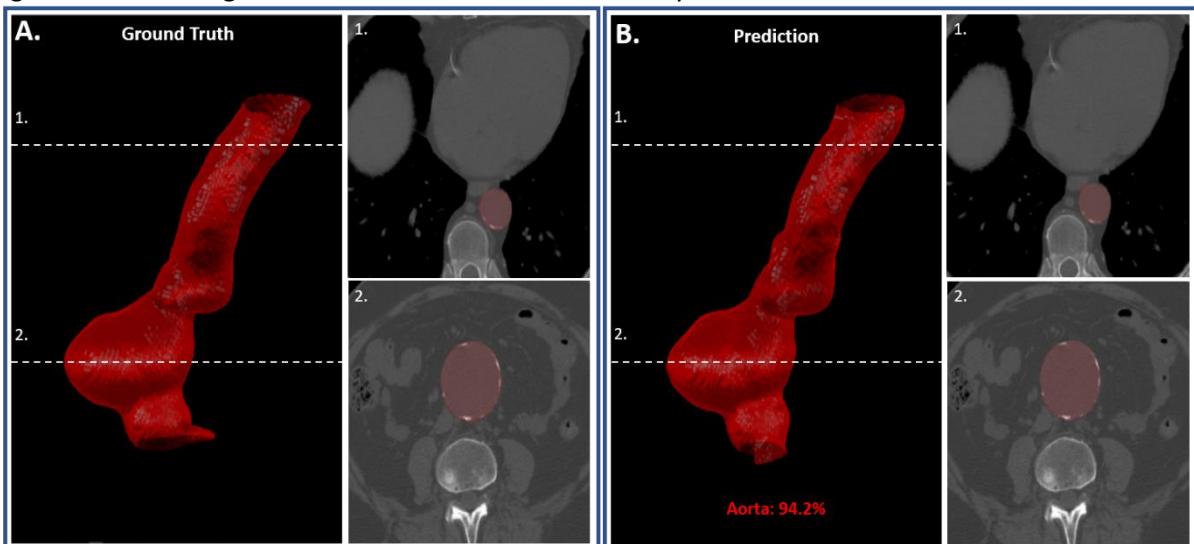 A.
Ground Truth
1.
2.
1.
2.
B.
Prediction
1.
2.
Aorta: 94.2%
1.
2.